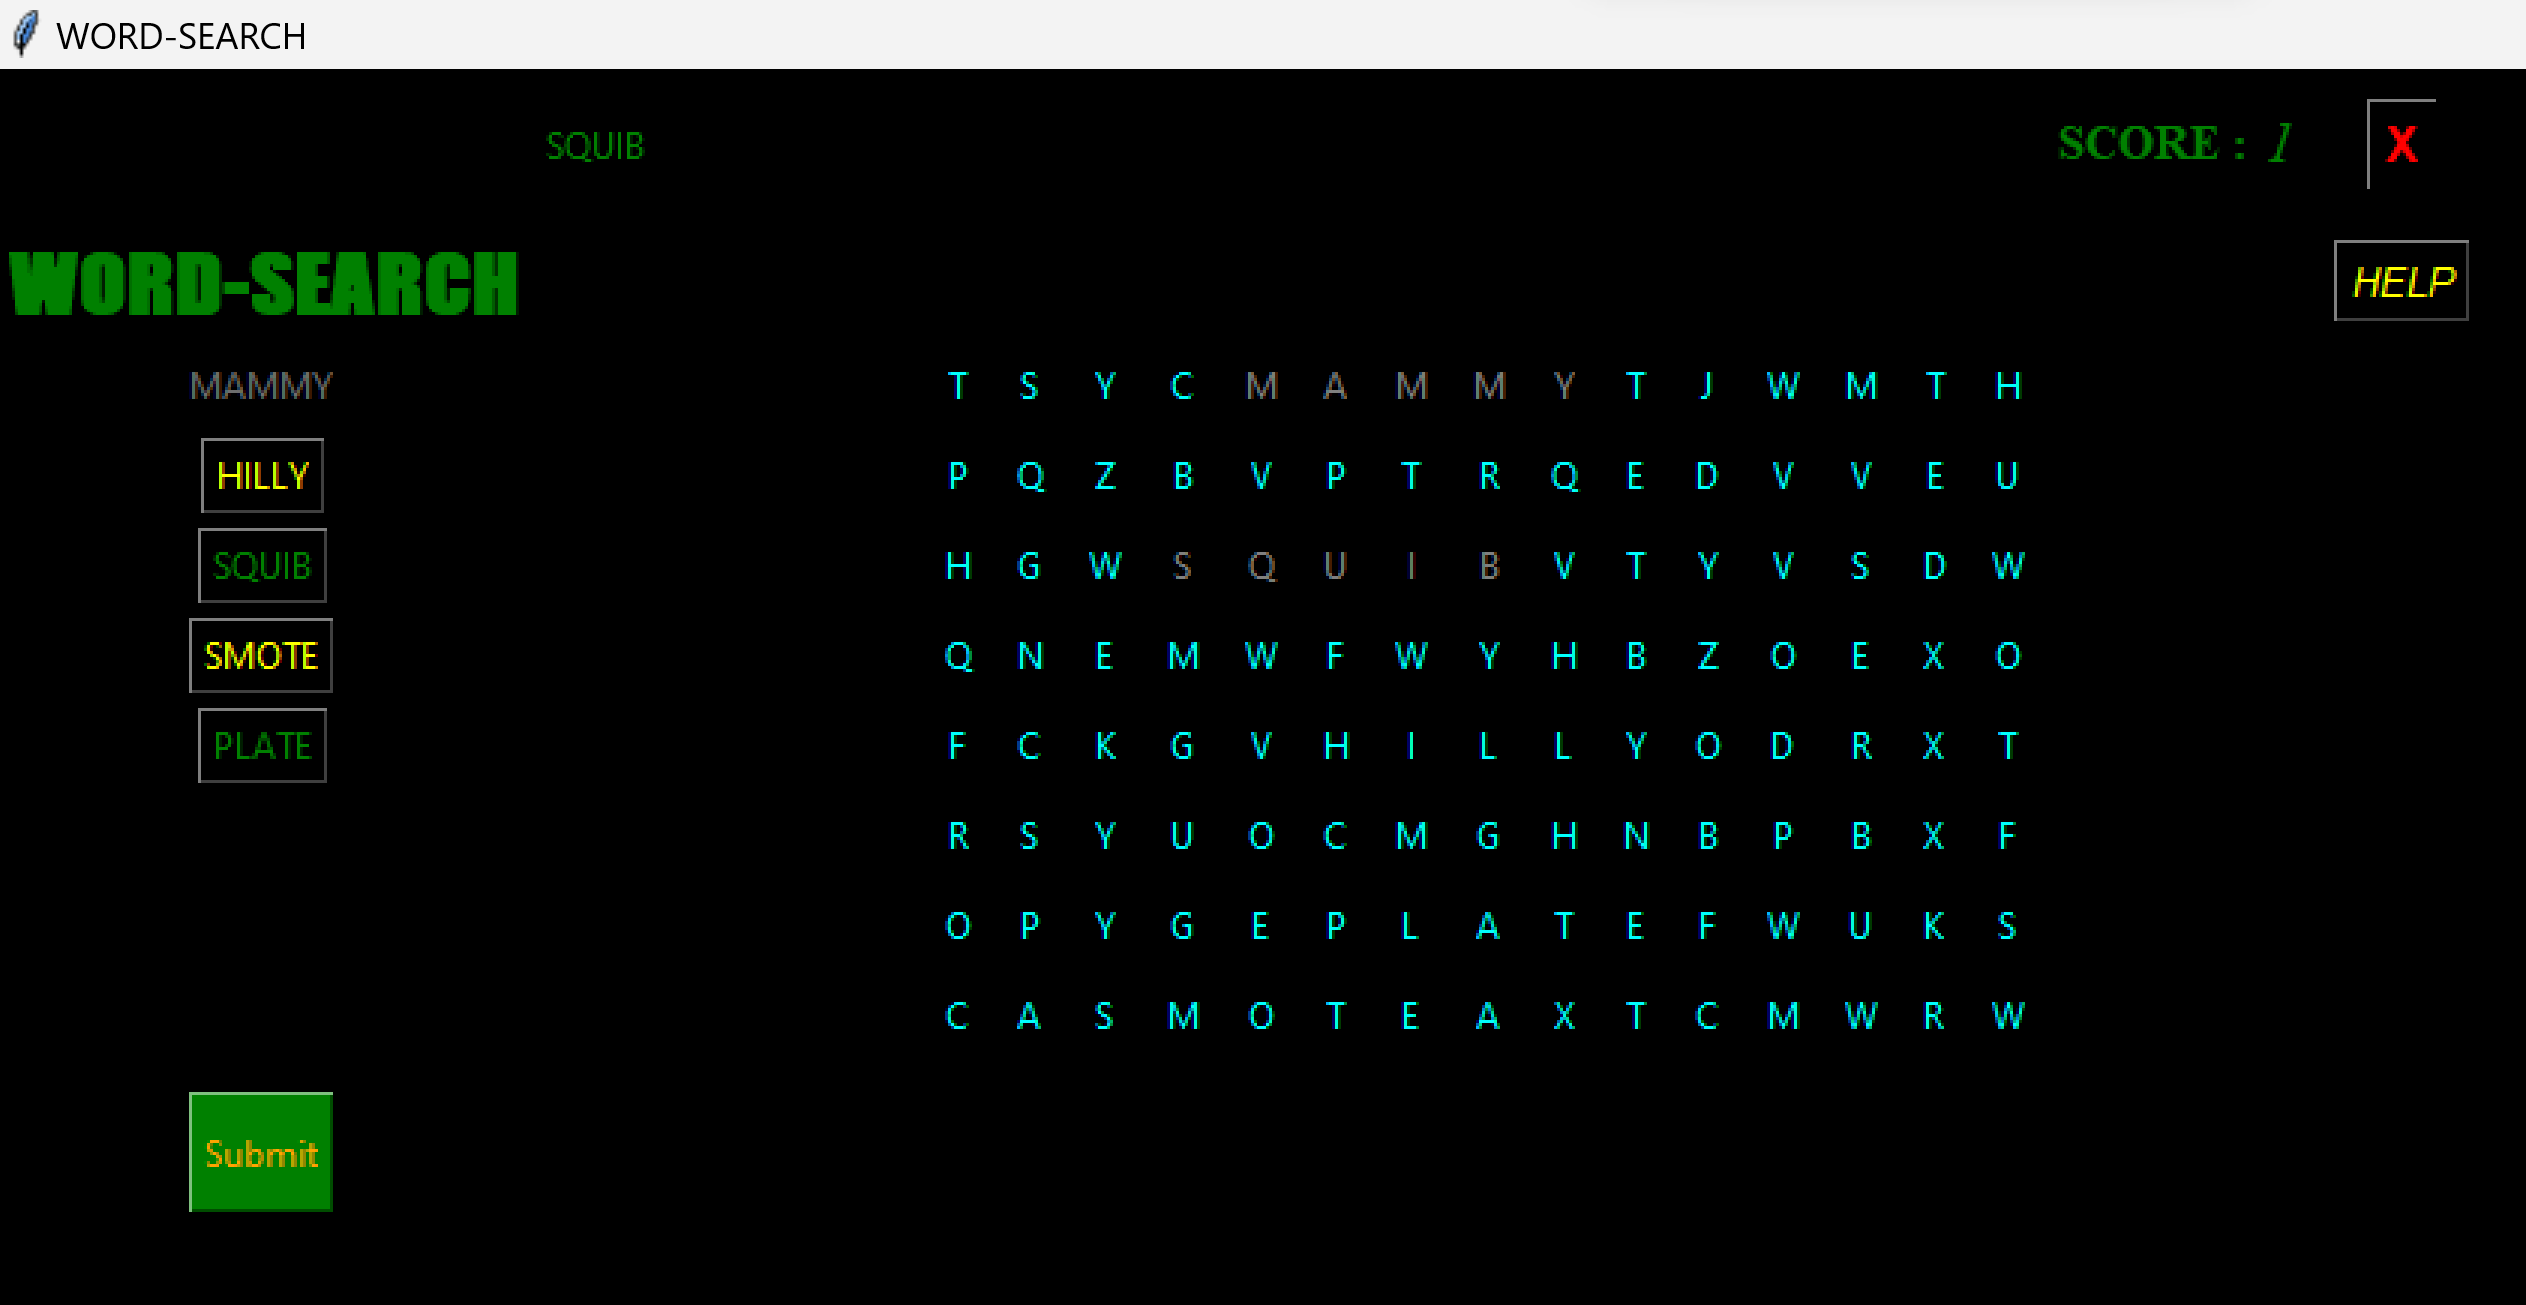 WORD-SEARCH
SQUIB
SCORE : 1
X
WORD-SEARCH
HELP
MAMMY
HILLY
SQUIB
SMOTE
PLATE
T S Y C M A M M Y T J W M T H
P Q Z B V P T R Q E D V V E U
H G W S Q U I B V T Y V S D W
Q N E M W F W Y H B Z O E X O
F C K G V H I L L Y O D R X T
R S Y U O C M G H N B P B X F
O P Y G E P L A T E F W U K S
C A S M O T E A X T C M W R W
Submit